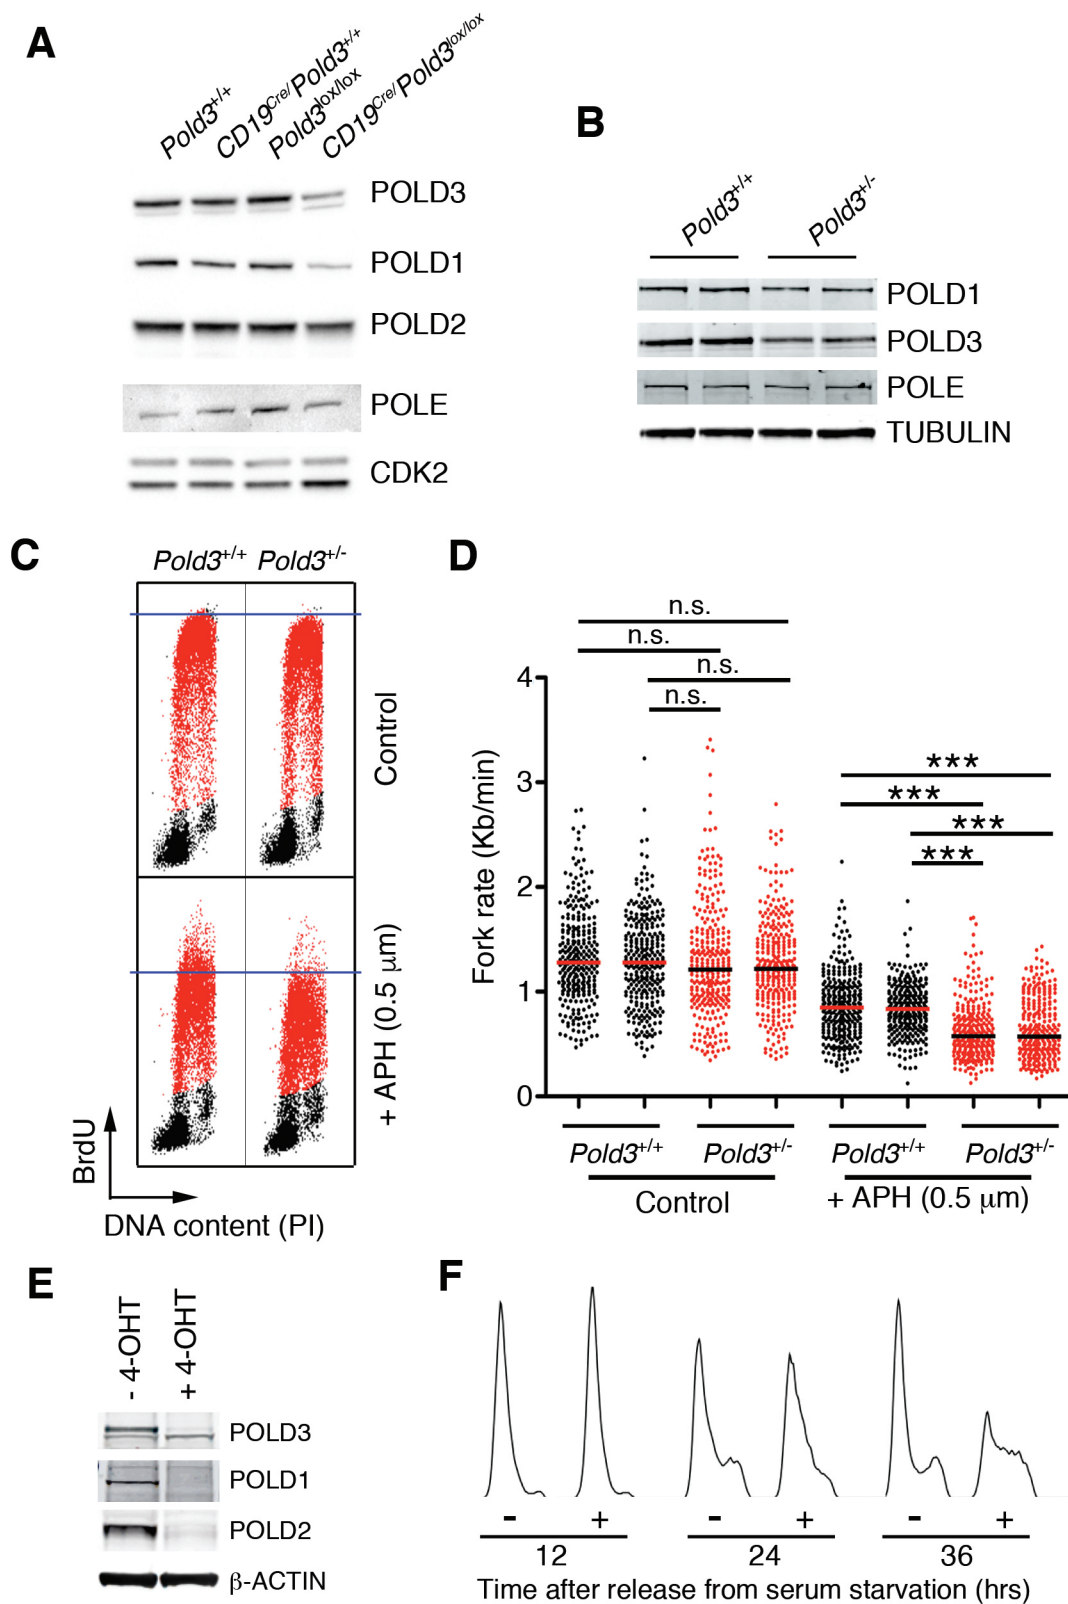 A
Pold3+/+
CD19Cre/Pold3+/+
Pold3lox/lox
CD19Cre/Pold3lox/lox
POLD3
POLD1
POLD2
POLE
CDK2
B
Pold3+/+
Pold3+/-
POLD1
POLD3
POLE
TUBULIN
C
Pold3+/+ Pold3+/-
Control
+ APH (0.5 μm)
BrdU
DNA content (PI)
D
n.s.
n.s.
n.s.
n.s.
***
***
***
***
Fork rate (Kb/min)
4
3
2
1
0
Pold3+/+ Pold3+/- Pold3+/+ Pold3+/-
Control + APH (0.5 μm)
E
- 4-OHT
+ 4-OHT
POLD3
POLD1
POLD2
β-ACTIN
F
- + - + - +
12 24 36
Time after release from serum starvation (hrs)